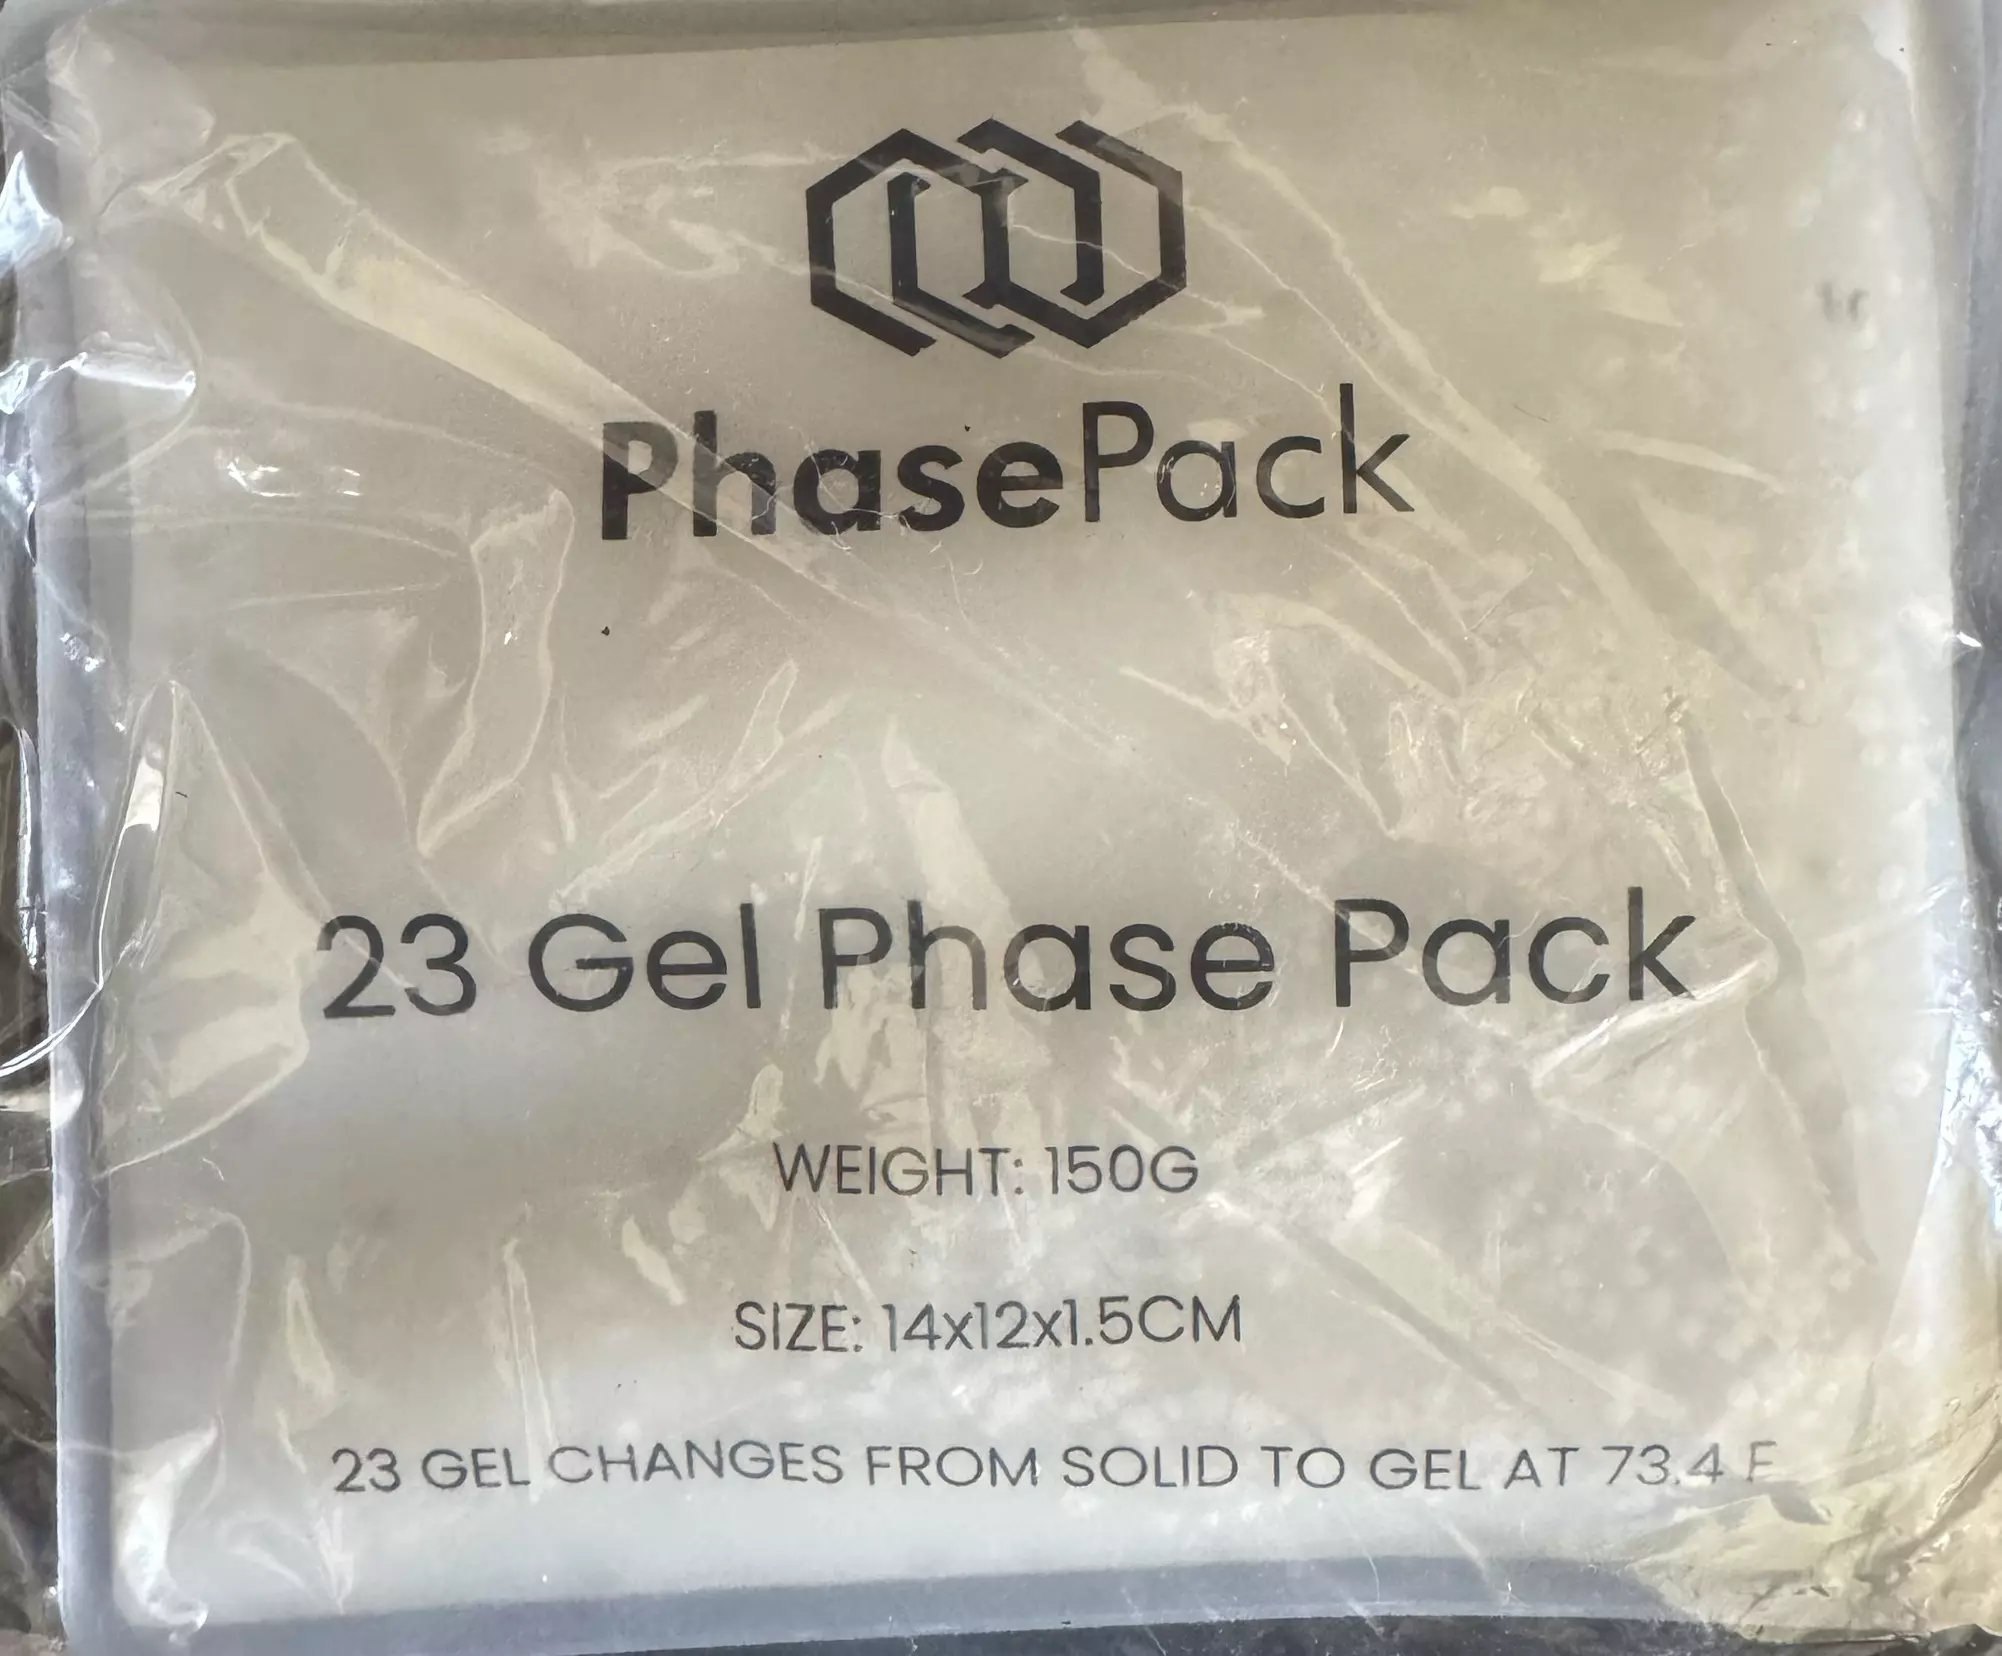 PhasePack
23 Gel Phase Pack
WEIGHT: 150G
SIZE: 14x12x1.5CM
23 GEL CHANGES FROM SOLID TO GEL AT 73.4 F